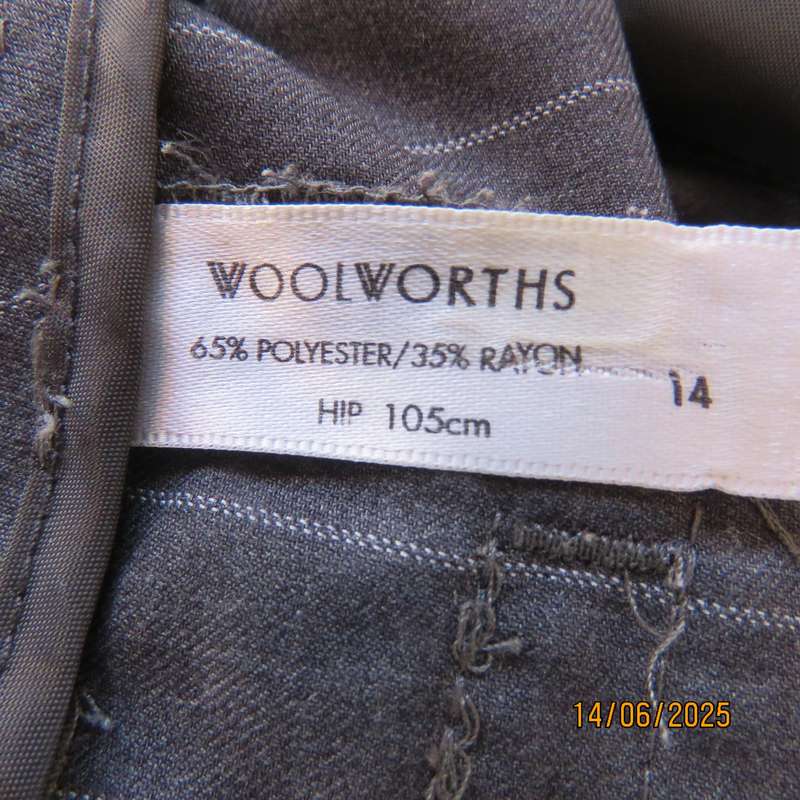 WOOLWORTHS
65% POLYESTER/35% RAYON
14
HIP 105cm
14/06/2025